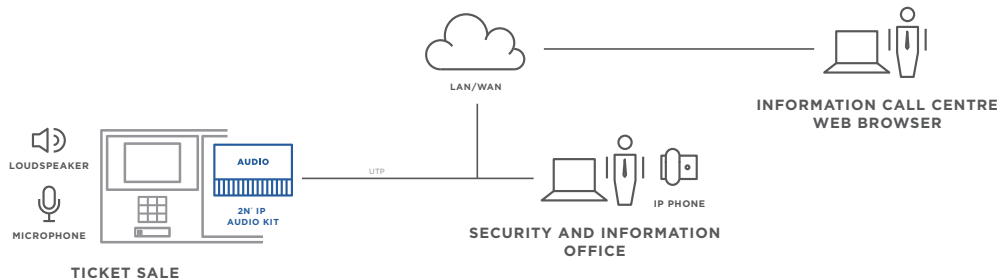 LAN/WAN
INFORMATION CALL CENTRE
WEB BROWSER
LOUDSPEAKER
AUDIO
UTP
2N® IP
AUDIO KIT
IP PHONE
MICROPHONE
SECURITY AND INFORMATION
OFFICE
TICKET SALE